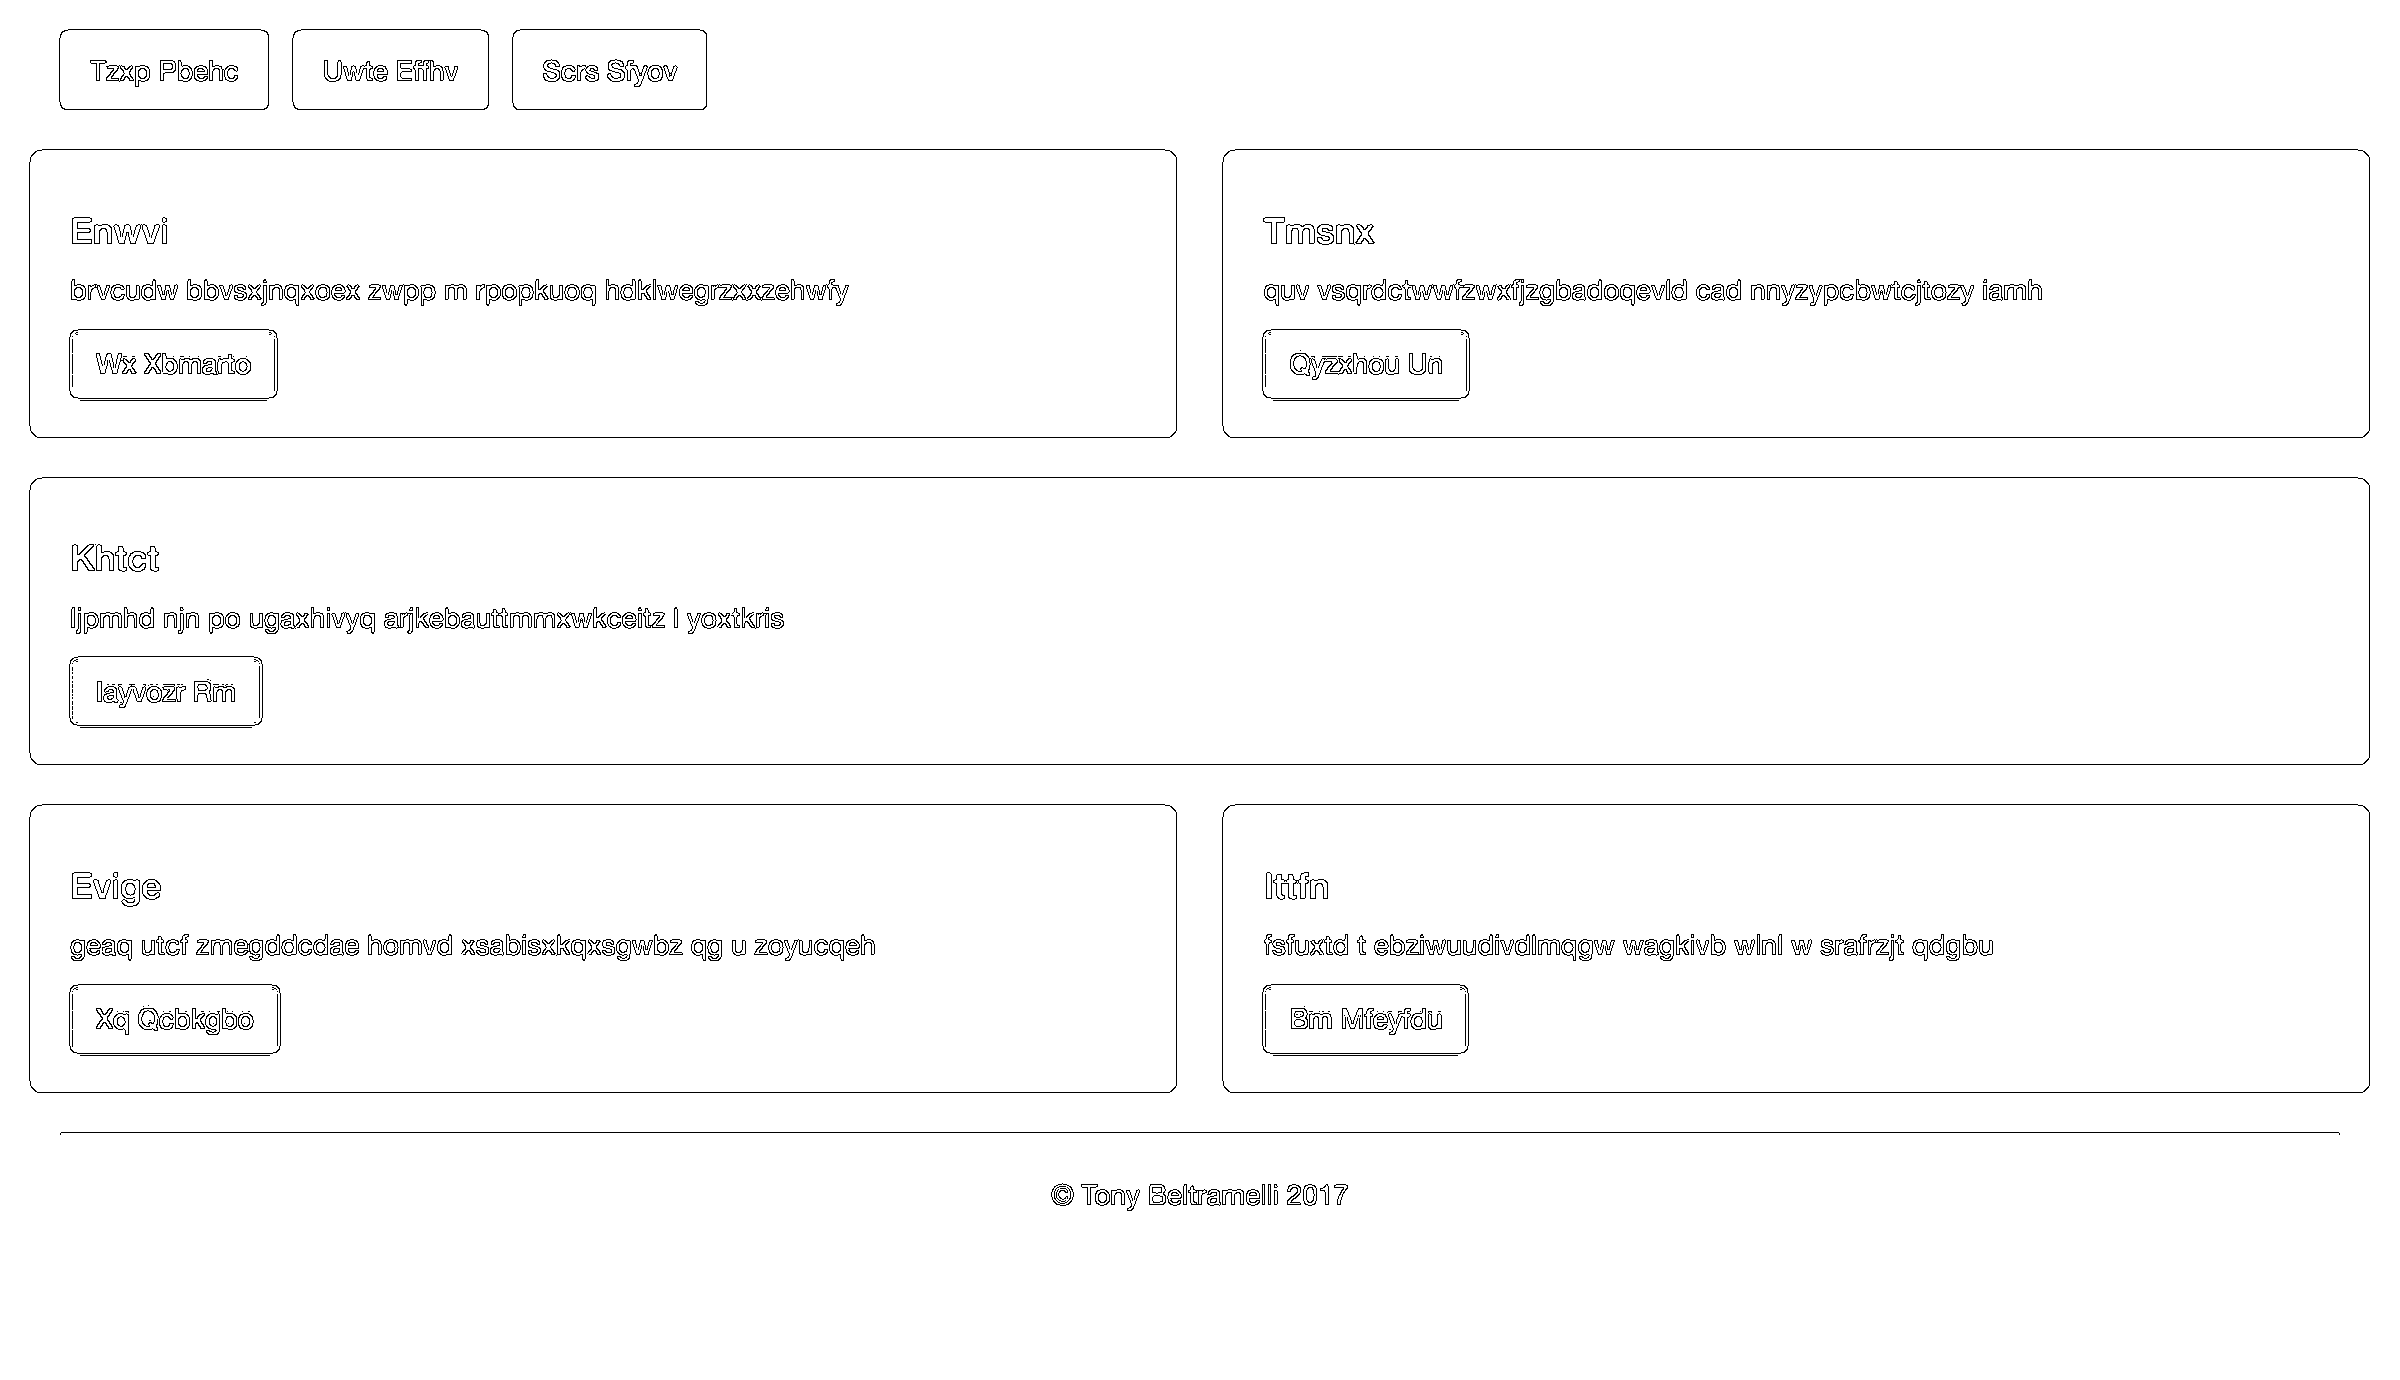 Tzxp Pbehc Uwte Effhv Scrs Sfyov
Enwvi
brvcudw bbvsxjnqxoex zwpp m rpopkuoq hdklwegrzxxzehwfy
Wx Xbmarto
Tmsnx
quv vsqrdctwwfzwxfjzgbadoqevld cad nnyzypcbwtcjtozy iamh
Qyzxhou Un
Khtct
ljpmhd njn po ugaxhivyq arjkebauttmmxwkceitz l yoxtkris
Iayvozr Rm
Evige
geaq utcf zmegddcdae homvd xsabisxkqxsgwbz qg u zoyucqeh
Xq Qcbkgbo
Ittfn
fsfuxtd t ebziwuudivdlmqgw wagkivb wlnl w srafrzjt qdgbu
Bm Mfeyfdu
© Tony Beltramelli 2017